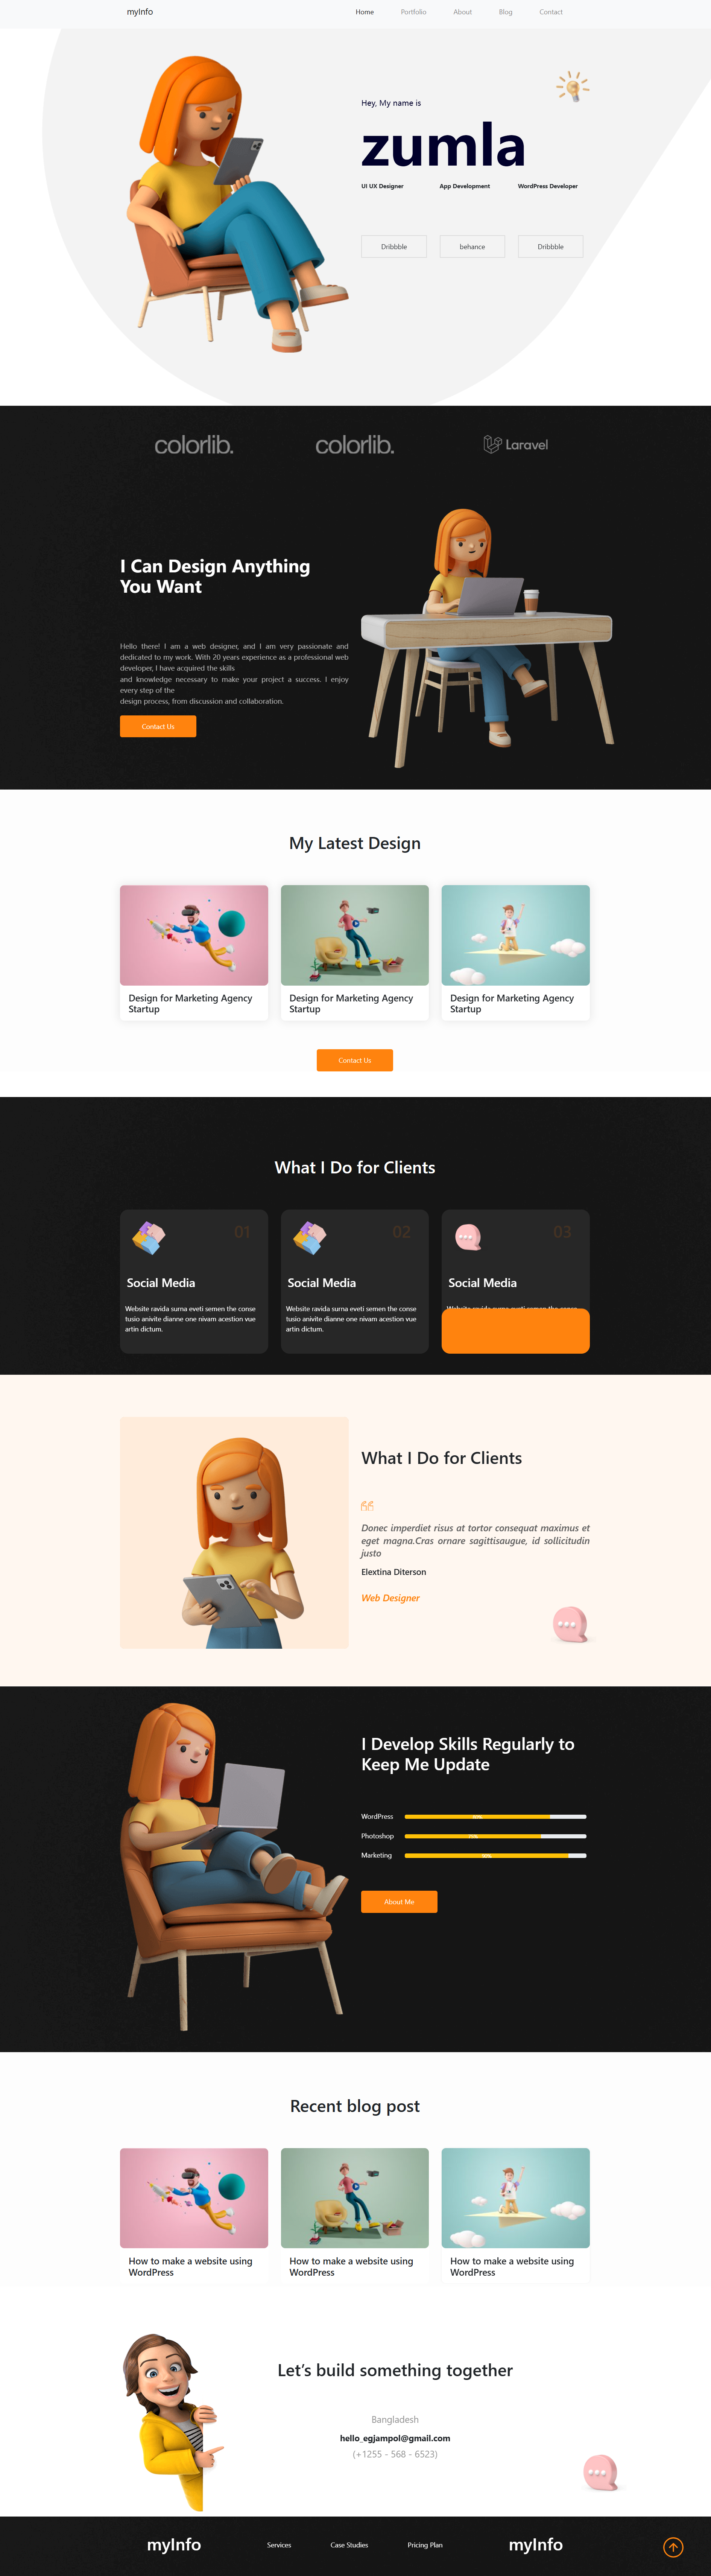 myInfo
Home Portfolio About Blog Contact
Hey, My name is
zumla
UI UX Designer App Development WordPress Developer
Dribbble behance Dribbble
colorlib. colorlib. Laravel
I Can Design Anything
You Want
Hello there! I am a web designer, and I am very passionate and
dedicated to my work. With 20 years experience as a professional web
developer, I have acquired the skills
and knowledge necessary to make your project a success. I enjoy
every step of the
design process, from discussion and collaboration.
Contact Us
My Latest Design
Design for Marketing Agency
Startup
Design for Marketing Agency
Startup
Design for Marketing Agency
Startup
Contact Us
What I Do for Clients
01
Social Media
Website ravida surna eveti semen the conse
tusio anivite dianne one nivam acestion vue
artin dictum.
02
Social Media
Website ravida surna eveti semen the conse
tusio anivite dianne one nivam acestion vue
artin dictum.
03
Social Media
What I Do for Clients
Donec imperdiet risus at tortor consequat maximus et
eget magna.Cras ornare sagittisaugue, id sollicitudin
justo
Elextina Diterson
Web Designer
I Develop Skills Regularly to
Keep Me Update
WordPress
Photoshop
Marketing
About Me
Recent blog post
How to make a website using
WordPress
How to make a website using
WordPress
How to make a website using
WordPress
Let’s build something together
Bangladesh
hello_egjampol@gmail.com
(+1255 - 568 - 6523)
myInfo Services Case Studies Pricing Plan myInfo